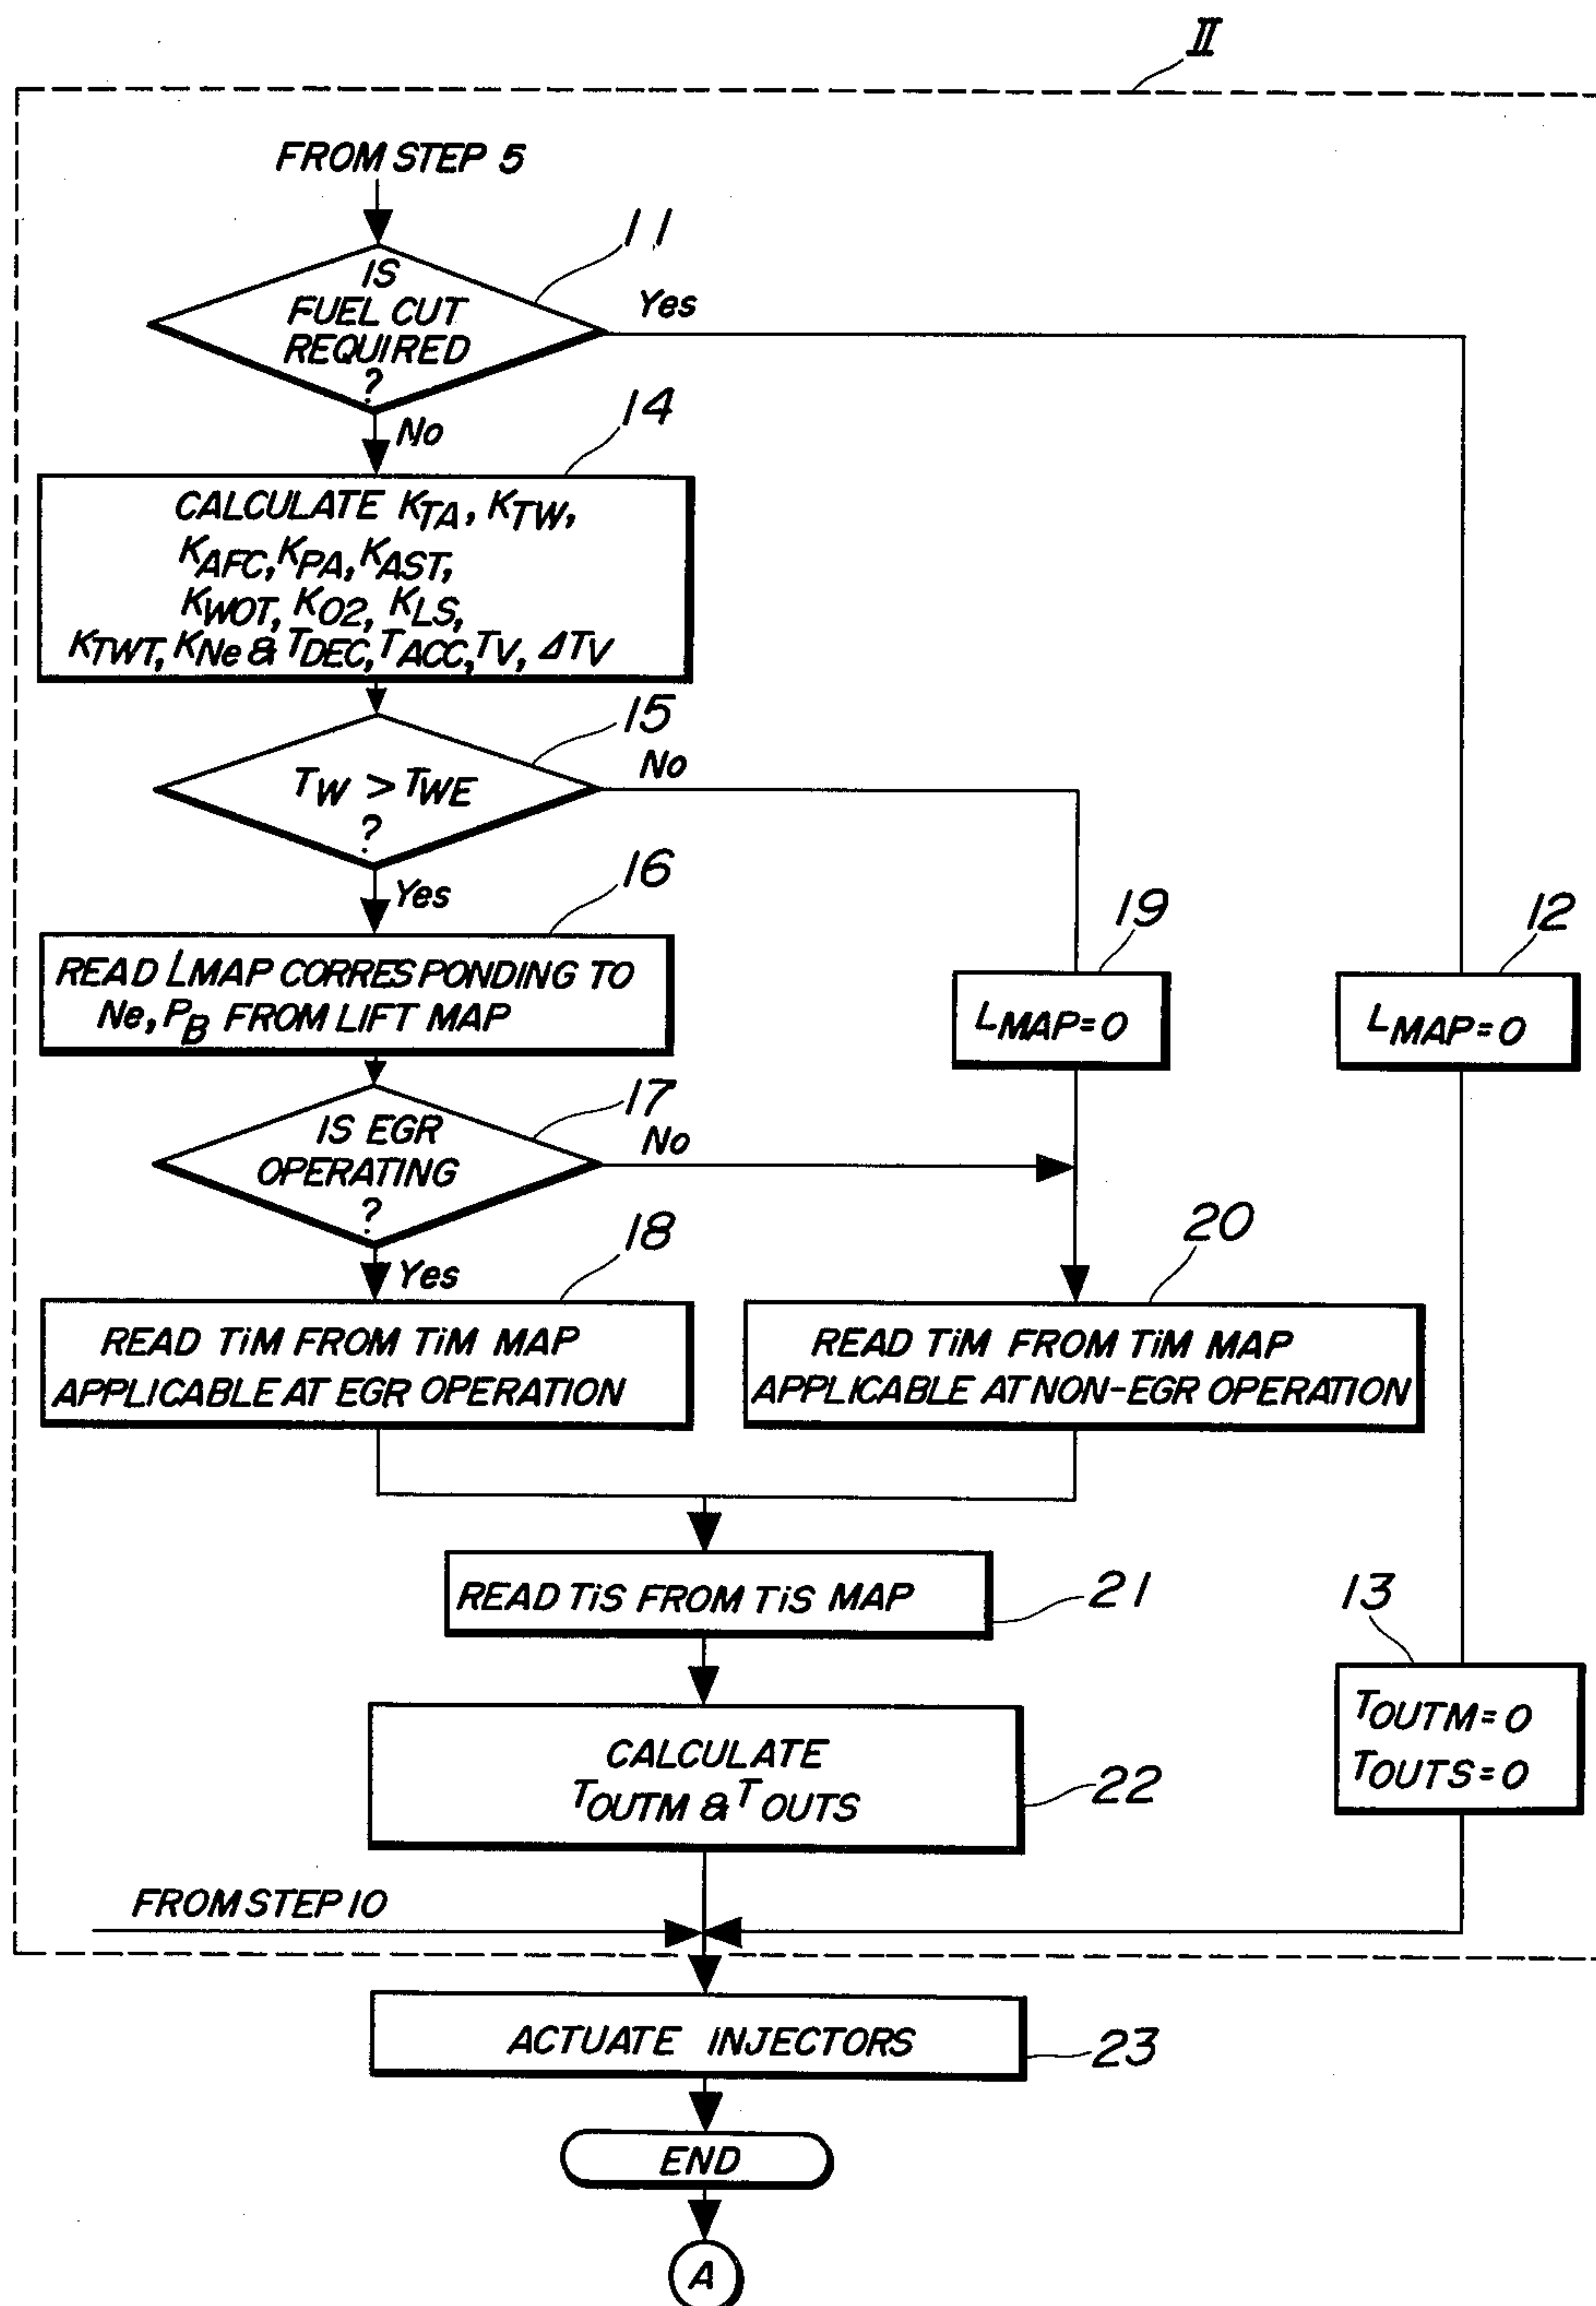 II
FROM STEP 5
11
IS
FUEL CUT
REQUIRED
?
Yes
No
14
CALCULATE KTA, KTW,
KAFC, KPA, KAST,
KWOT, KO2, KLS,
KTWT, KNe & TDEC, TACC, TV, ΔTV
15
TW > TWE
?
No
Yes
16
READ LMAP CORRESPONDING TO
Ne, PB FROM LIFT MAP
19
LMAP=0
12
LMAP=0
17
IS EGR
OPERATING
?
No
Yes
18
READ TiM FROM TiM MAP
APPLICABLE AT EGR OPERATION
20
READ TiM FROM TiM MAP
APPLICABLE AT NON-EGR OPERATION
READ TiS FROM TiS MAP
21
13
TOUTM=0
TOUTS=0
CALCULATE
TOUTM & TOUTS
22
FROM STEP 10
ACTUATE INJECTORS
23
END
A